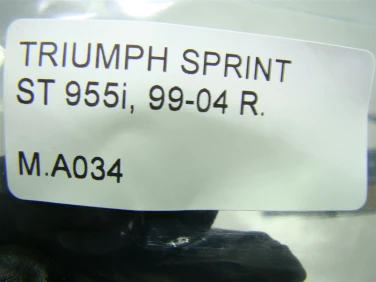 TRIUMPH SPRINT
ST 955i, 99-04 R.
M.A034